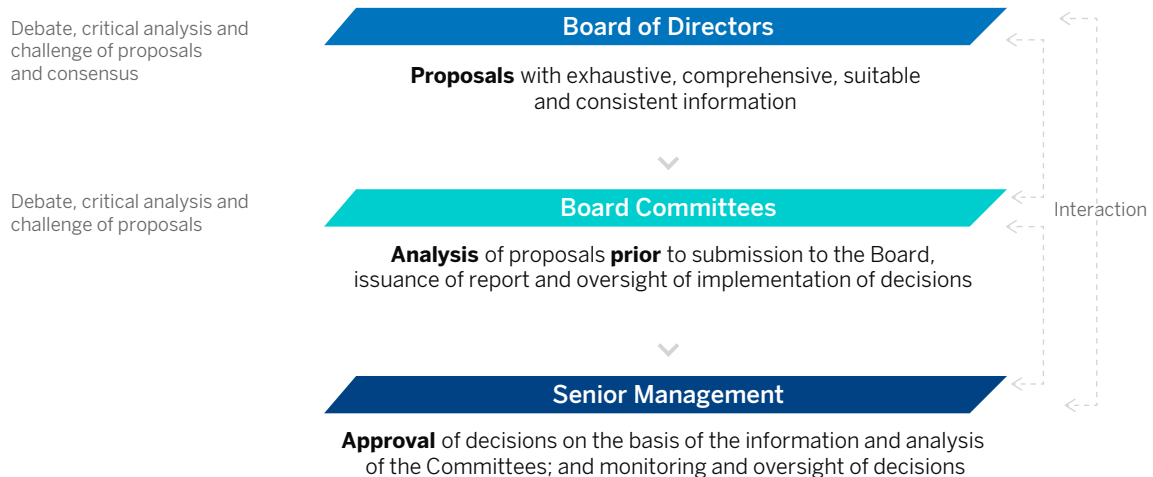 Debate, critical analysis and
challenge of proposals
and consensus
Board of Directors
Proposals with exhaustive, comprehensive, suitable
and consistent information
Debate, critical analysis and
challenge of proposals
Board Committees
Interaction
Analysis of proposals prior to submission to the Board,
issuance of report and oversight of implementation of decisions
Senior Management
Approval of decisions on the basis of the information and analysis
of the Committees; and monitoring and oversight of decisions